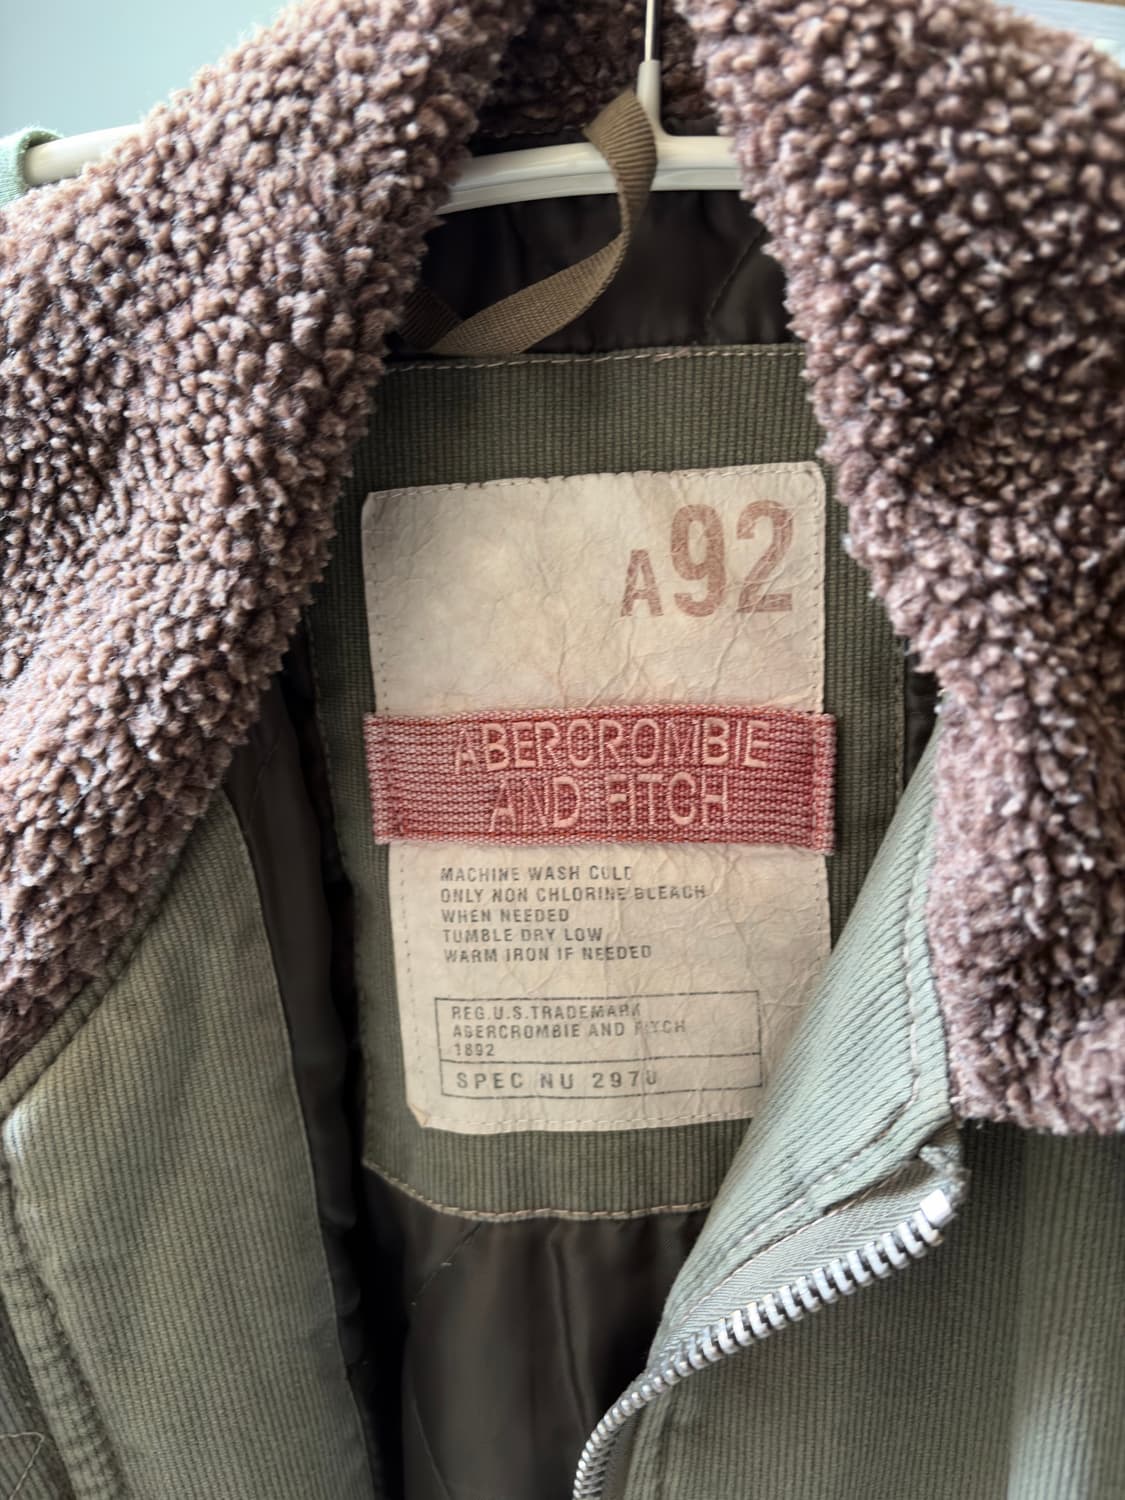 A92
ABERCROMBIE
AND FITCH
MACHINE WASH COLD
ONLY NON CHLORINE BLEACH
WHEN NEEDED
TUMBLE DRY LOW
WARM IRON IF NEEDED
REG.U.S.TRADEMARK
ABERCROMBIE AND FITCH
1892
SPEC NU 2970